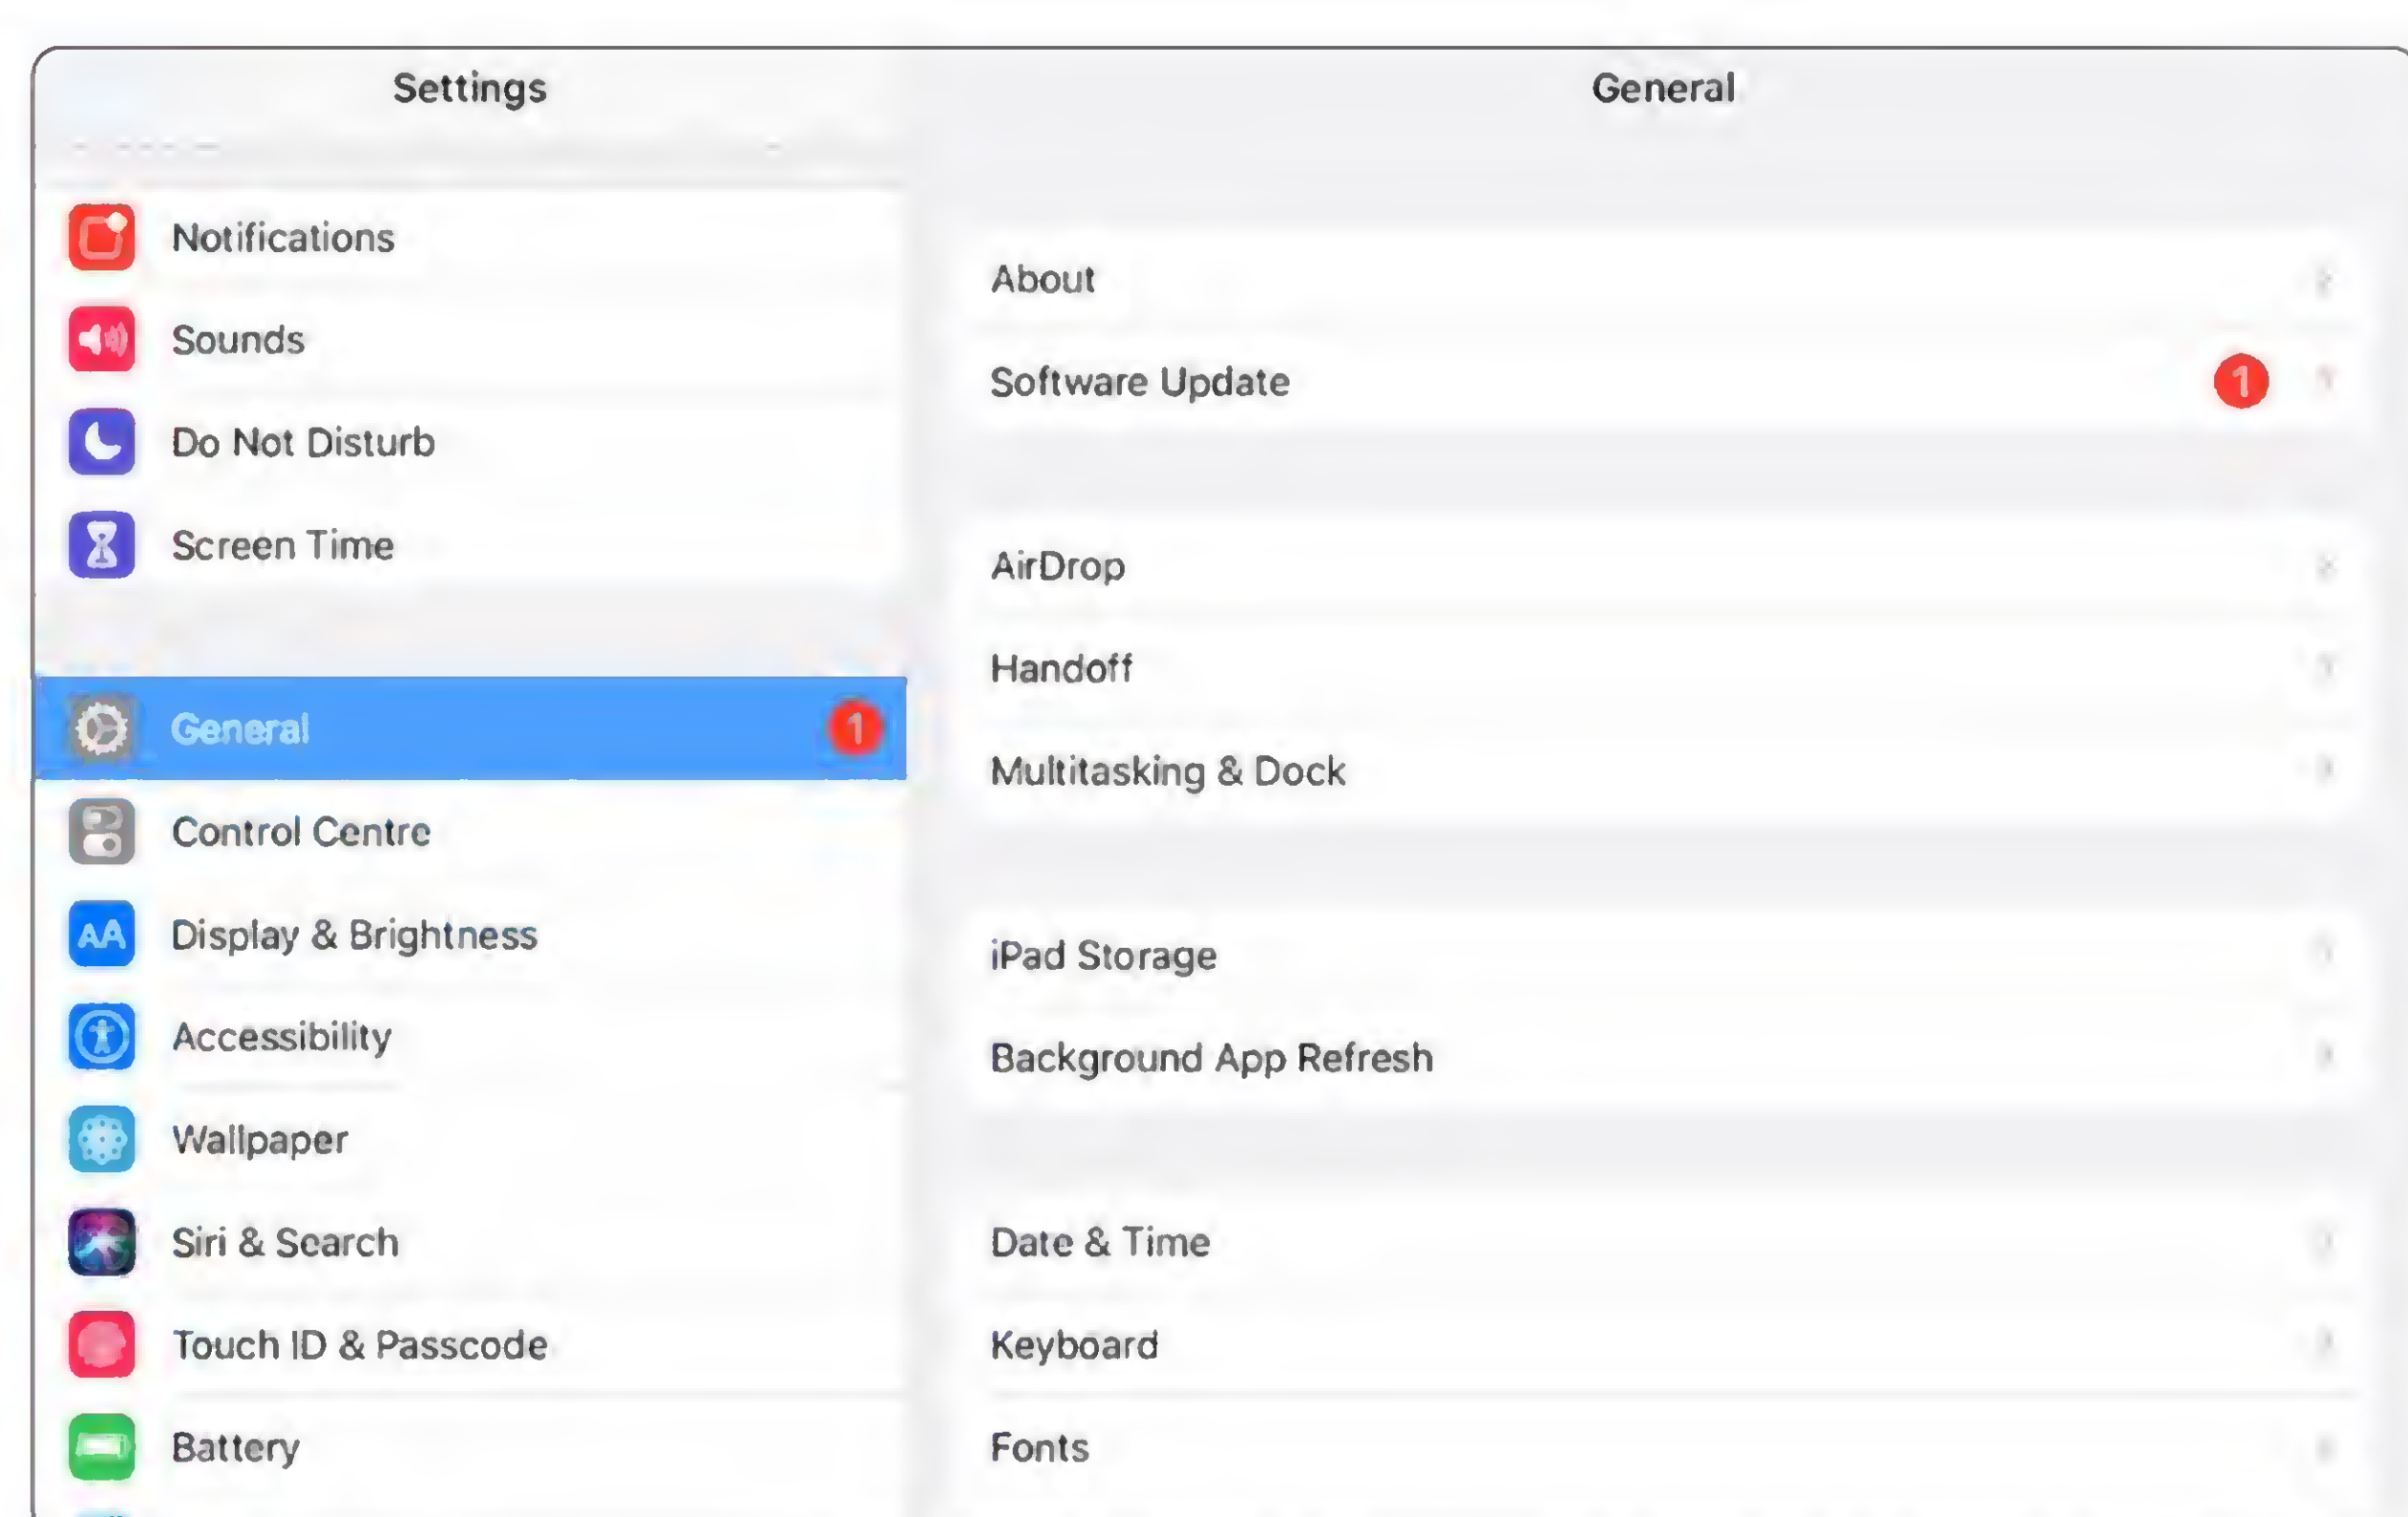 Settings
Notifications
Sounds
Do Not Disturb
Screen Time
General
1
Control Centre
AA
Display & Brightness
Accessibility
Wallpaper
Siri & Search
Touch ID & Passcode
Battery
General
About
Software Update
1
AirDrop
Handoff
Multitasking & Dock
iPad Storage
Background App Refresh
Date & Time
Keyboard
Fonts